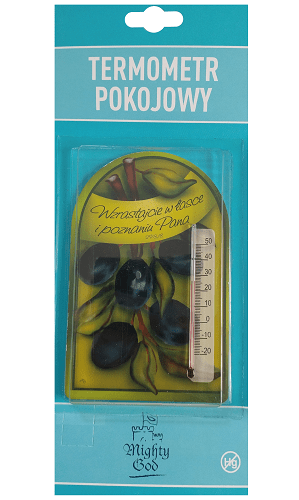 TERMOMETR
POKOJOWY
Wzrastajcie w łasce
i poznaniu Pana
50
40
30
20
10
0
-10
-20
Mighty
God
Hg